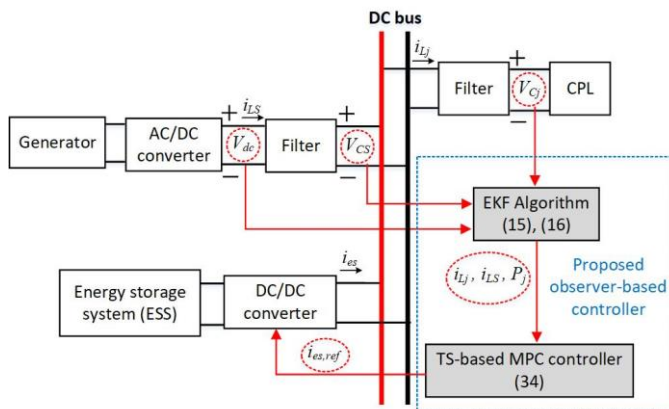 DC bus
i_Lj
+
V_Cj
−
Filter
CPL
i_LS
+
V_dc
−
Generator
AC/DC
converter
Filter
+
V_CS
−
EKF Algorithm
(15), (16)
i_Lj , i_LS , P_j
Proposed
observer-based
controller
i_es
Energy storage
system (ESS)
DC/DC
converter
i_es,ref
TS-based MPC controller
(34)